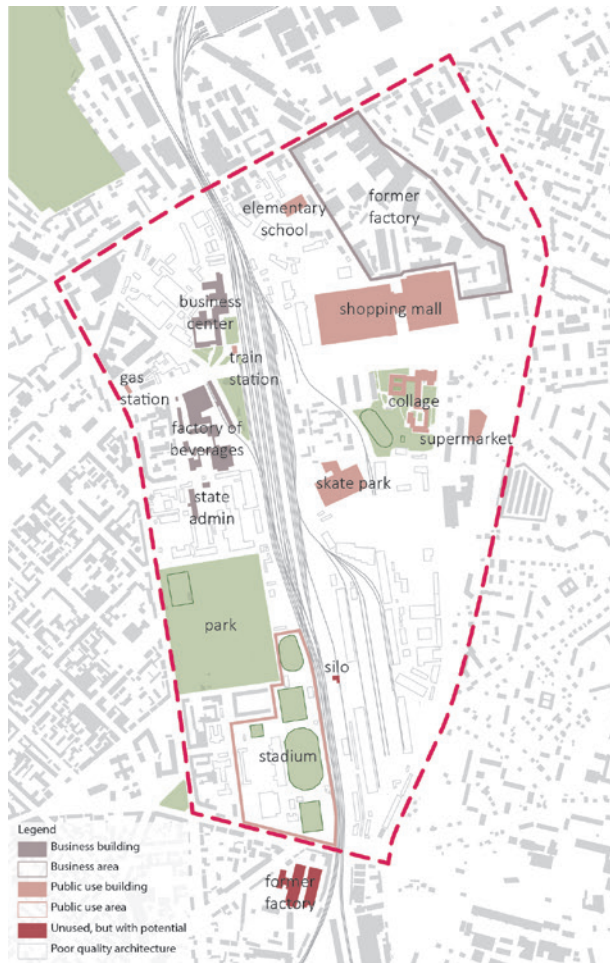 elementary
school
former
factory
business
center
shopping mall
train
station
gas
station
collage
factory of
beverages
supermarket
skate park
state
admin
park
silo
stadium
former
factory
Legend
Business building
Business area
Public use building
Public use area
Unused, but with potential
Poor quality architecture